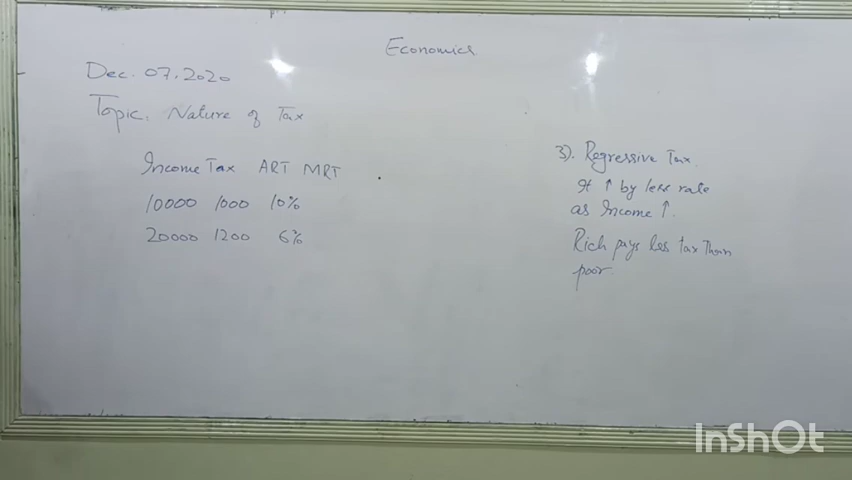 Economics
Dec. 07, 2020
Topic. Nature of Tax
Income Tax ART MRT
10000 1000 10%
20000 1200 6%
3). Regressive Tax.
It ↑ by less rate
as Income ↑.
Rich pays less tax than
poor.
InShOt